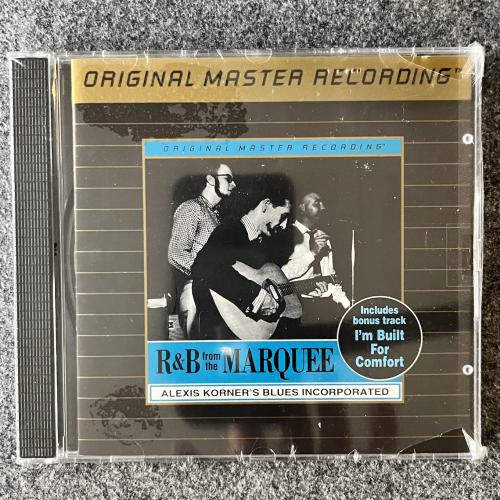 ORIGINAL MASTER RECORDING™
ORIGINAL MASTER RECORDING™
Includes
bonus track
I'm Built
For
Comfort
R&B from the MARQUEE
ALEXIS KORNER'S BLUES INCORPORATED